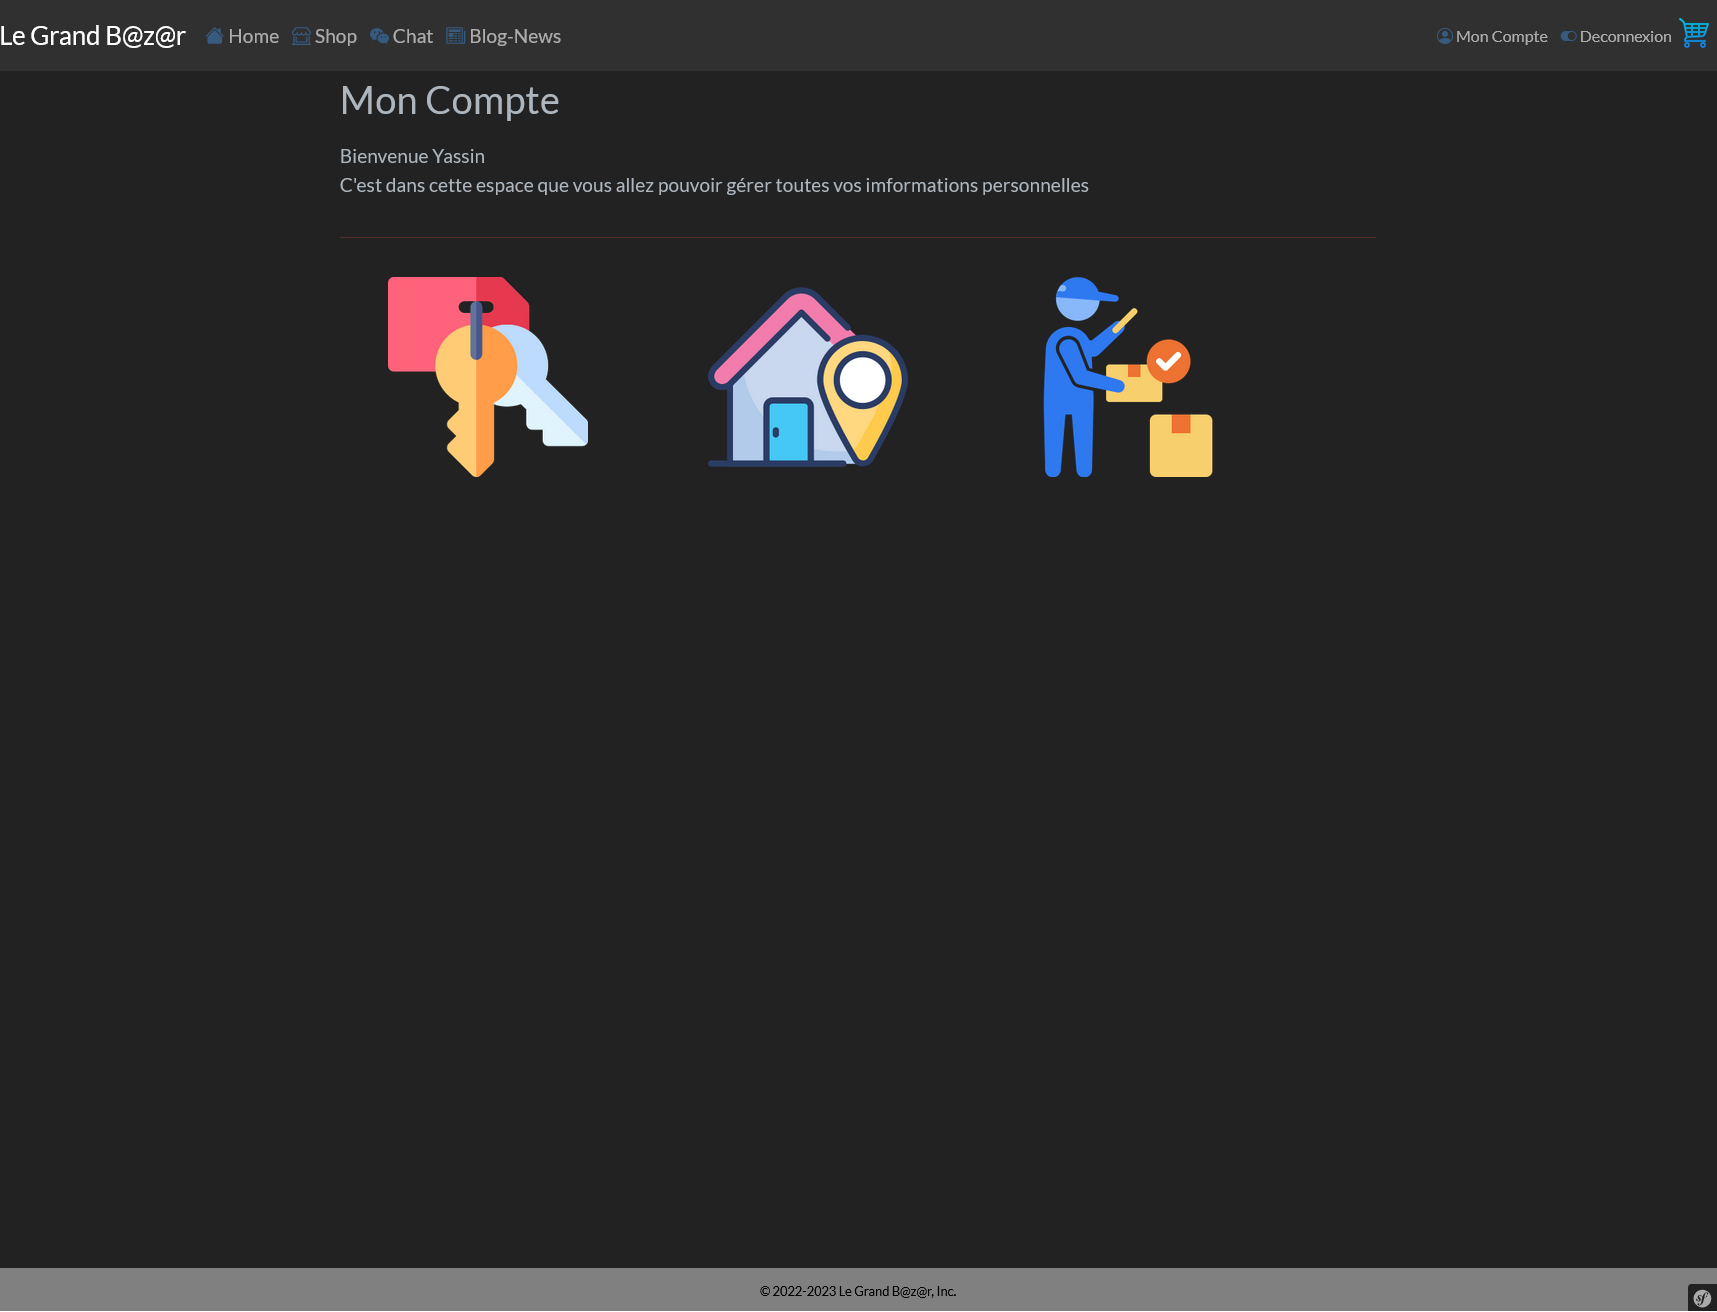 Le Grand B@z@r Home Shop Chat Blog-News Mon Compte Deconnexion
Mon Compte
Bienvenue Yassin
C'est dans cette espace que vous allez pouvoir gérer toutes vos imformations personnelles
© 2022-2023 Le Grand B@z@r, Inc.
sf